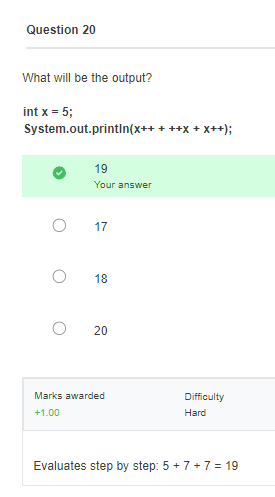 Question 20
What will be the output?
int x = 5;
System.out.println(x++ + ++x + x++);
19
Your answer
17
18
20
Marks awarded
Difficulty
+1.00
Hard
Evaluates step by step: 5 + 7 + 7 = 19